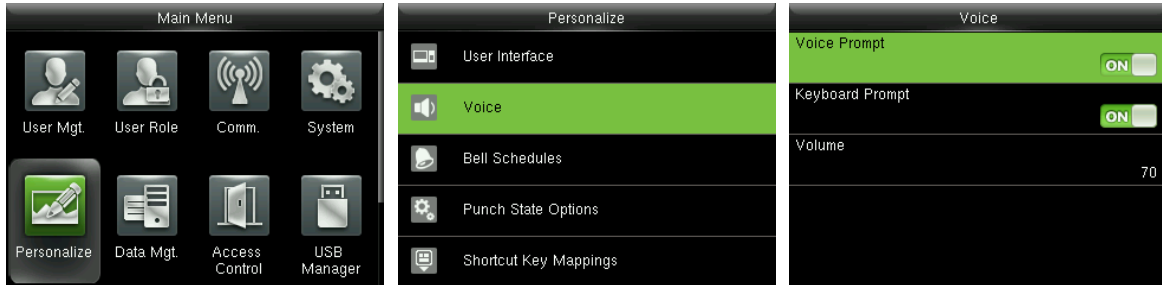 Main Menu
User Mgt.
User Role
Comm.
System
Personalize
Data Mgt.
Access
Control
USB
Manager
Personalize
User Interface
Voice
Bell Schedules
Punch State Options
Shortcut Key Mappings
Voice
Voice Prompt
ON
Keyboard Prompt
ON
Volume
70